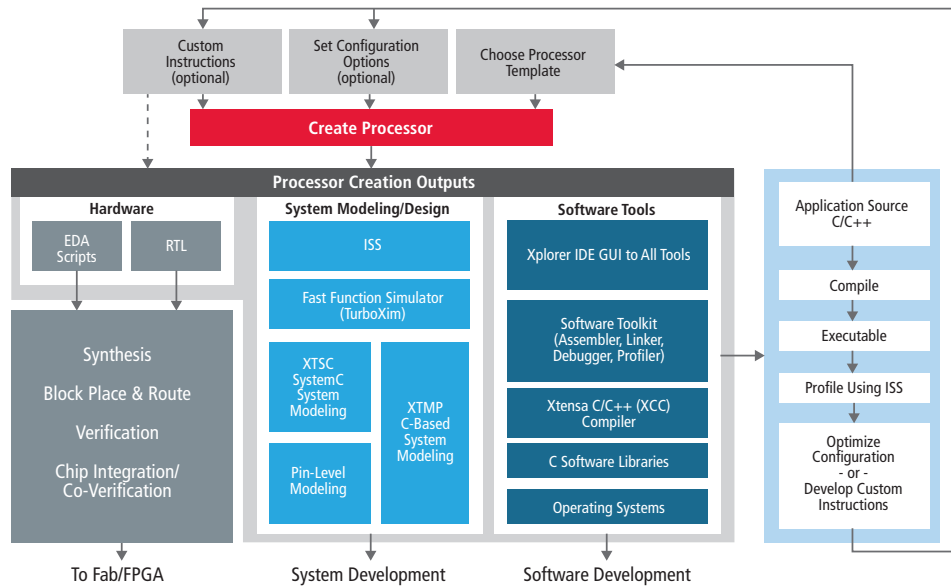 Custom
Instructions
(optional)
Set Configuration
Options
(optional)
Choose Processor
Template
Create Processor
Processor Creation Outputs
Hardware
EDA
Scripts
RTL
Synthesis
Block Place & Route
Verification
Chip Integration/
Co-Verification
To Fab/FPGA
System Modeling/Design
ISS
Fast Function Simulator
(TurboXim)
XTSC
SystemC
System
Modeling
XTMP
C-Based
System
Modeling
Pin-Level
Modeling
System Development
Software Tools
Xplorer IDE GUI to All Tools
Software Toolkit
(Assembler, Linker,
Debugger, Profiler)
Xtensa C/C++ (XCC)
Compiler
C Software Libraries
Operating Systems
Software Development
Application Source
C/C++
Compile
Executable
Profile Using ISS
Optimize
Configuration
- or -
Develop Custom
Instructions